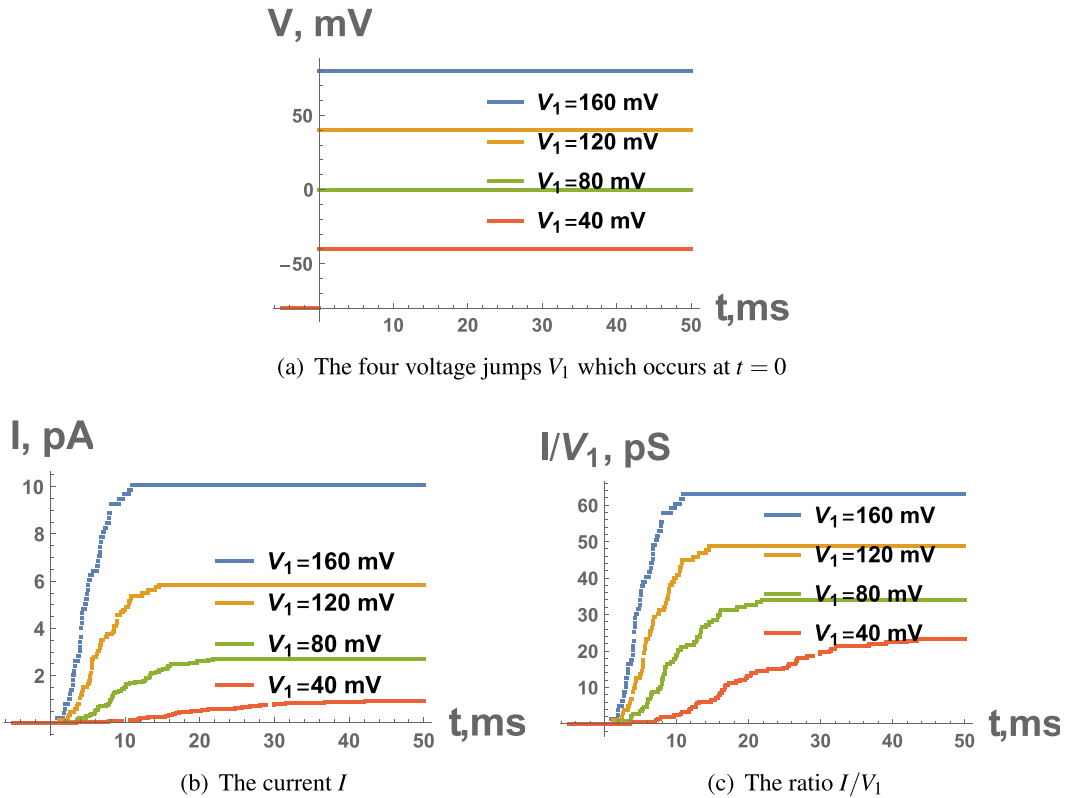 V, mV
V₁=160 mV
50
V₁=120 mV
V₁=80 mV
0
V₁=40 mV
−50
10 20 30 40 50
t,ms
(a) The four voltage jumps V₁ which occurs at t = 0
I, pA
10
8
V₁=160 mV
6
V₁=120 mV
4
V₁=80 mV
2
V₁=40 mV
10 20 30 40 50
t,ms
(b) The current I
I/V₁, pS
60
V₁=160 mV
50
V₁=120 mV
40
V₁=80 mV
30
V₁=40 mV
20
10
10 20 30 40 50
t,ms
(c) The ratio I/V₁